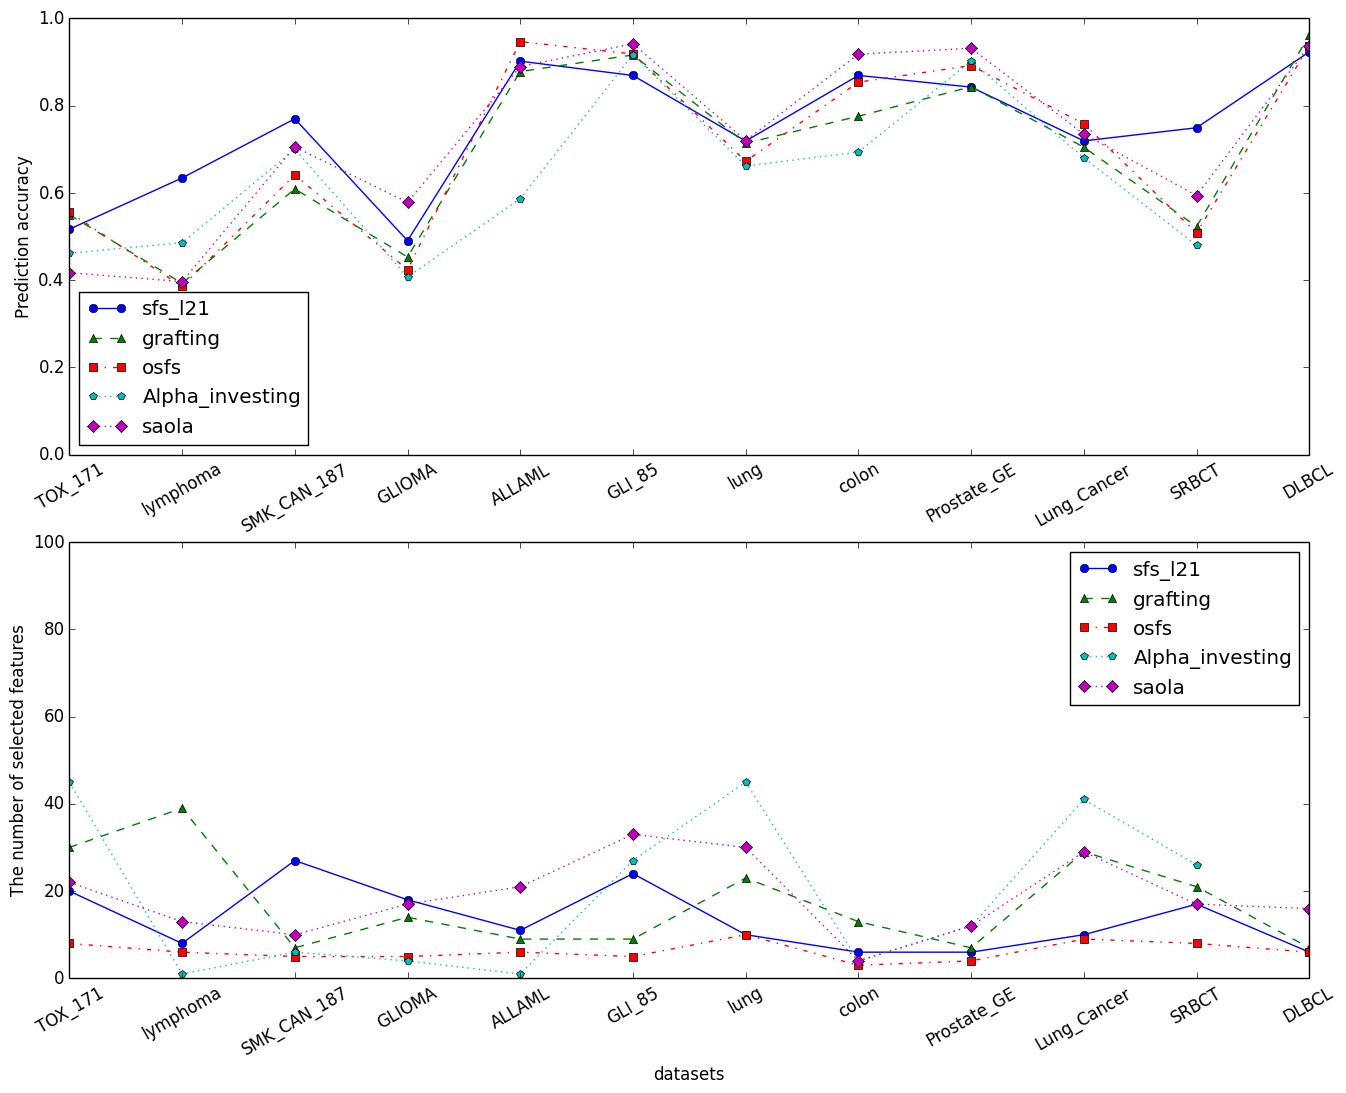 1.0
0.8
0.6
0.4
0.2
0.0
Prediction accuracy
sfs_l21
grafting
osfs
Alpha_investing
saola
TOX_171 lymphoma SMK_CAN_187 GLIOMA ALLAML GLI_85 lung colon Prostate_GE Lung_Cancer SRBCT DLBCL
100
80
60
40
20
0
The number of selected features
sfs_l21
grafting
osfs
Alpha_investing
saola
TOX_171 lymphoma SMK_CAN_187 GLIOMA ALLAML GLI_85 lung colon Prostate_GE Lung_Cancer SRBCT DLBCL
datasets